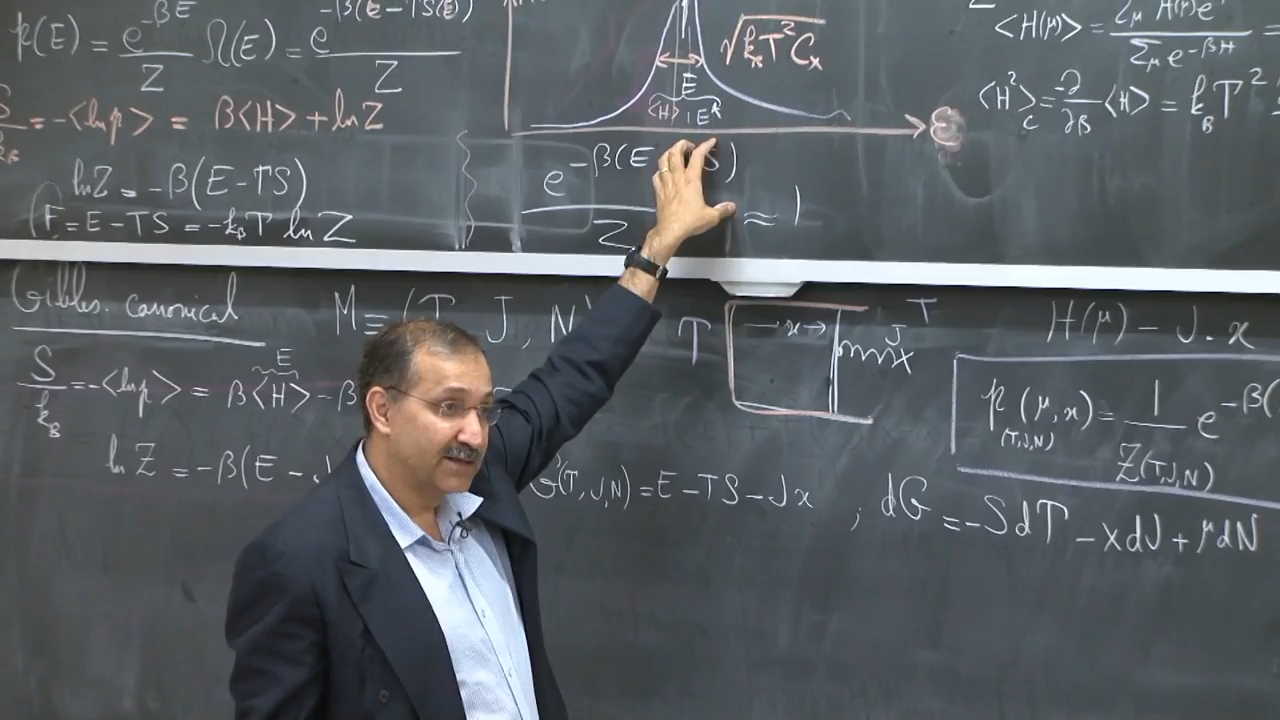 p(E) = e^{-βE}/Z Ω(E) = e^{-β(E-TS(E))}/Z
S/k_B = -<ln p> = β<H> + ln Z
ln Z = -β(E-TS)
F = E-TS = -k_B T ln Z
√(k_B T² C_x)
E
<H> E*
ε
e^{-β(E S)}/Z ≈ 1
<H(μ)> = Σ_μ H(μ)e / Σ_μ e^{-βH} =
<H²>_c = -∂/∂β <H> = k_B T²
Gibbs. canonical
M ≡ (T, J, N)
T
→x→
J
T
H(μ) - J.x
S/k_B = -<ln p> = β<H> - β
E
p(μ,x) = 1/Z(T,J,N) e^{-β(
(T,J,N)
ln Z = -β(E -
G(T,J,N) = E-TS-Jx ; dG = -SdT - xdJ + μdN